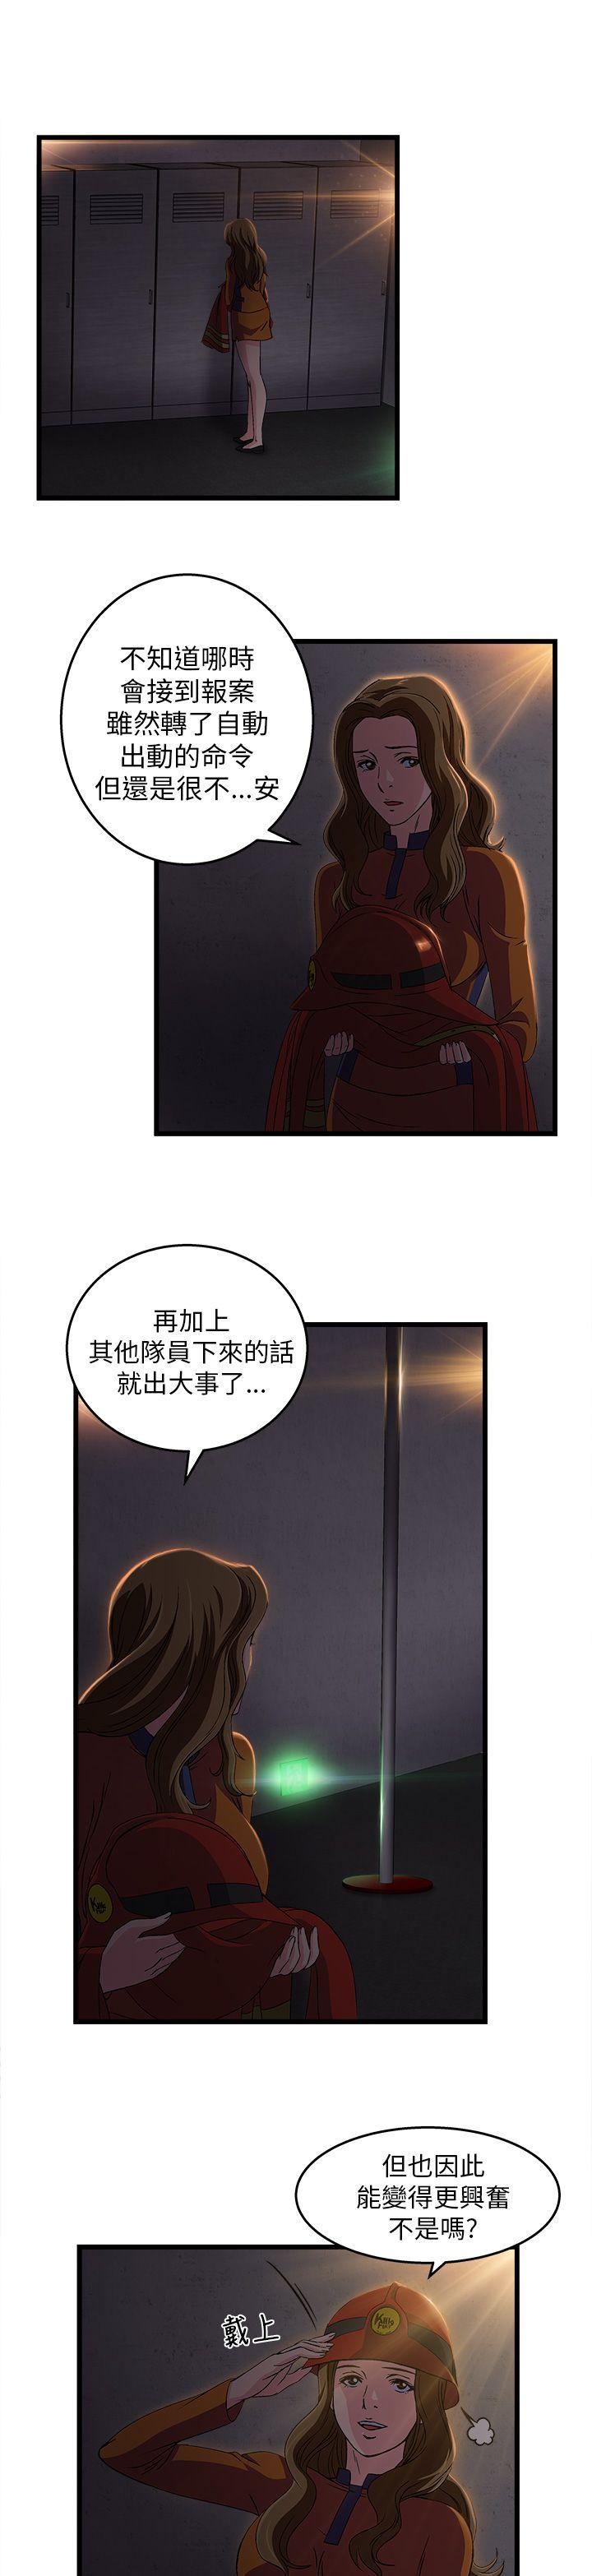 不知道哪時
會接到報案
雖然轉了自動
出動的命令
但還是很不...安
再加上
其他隊員下來的話
就出大事了...
但也因此
能變得更興奮
不是嗎?
戴上